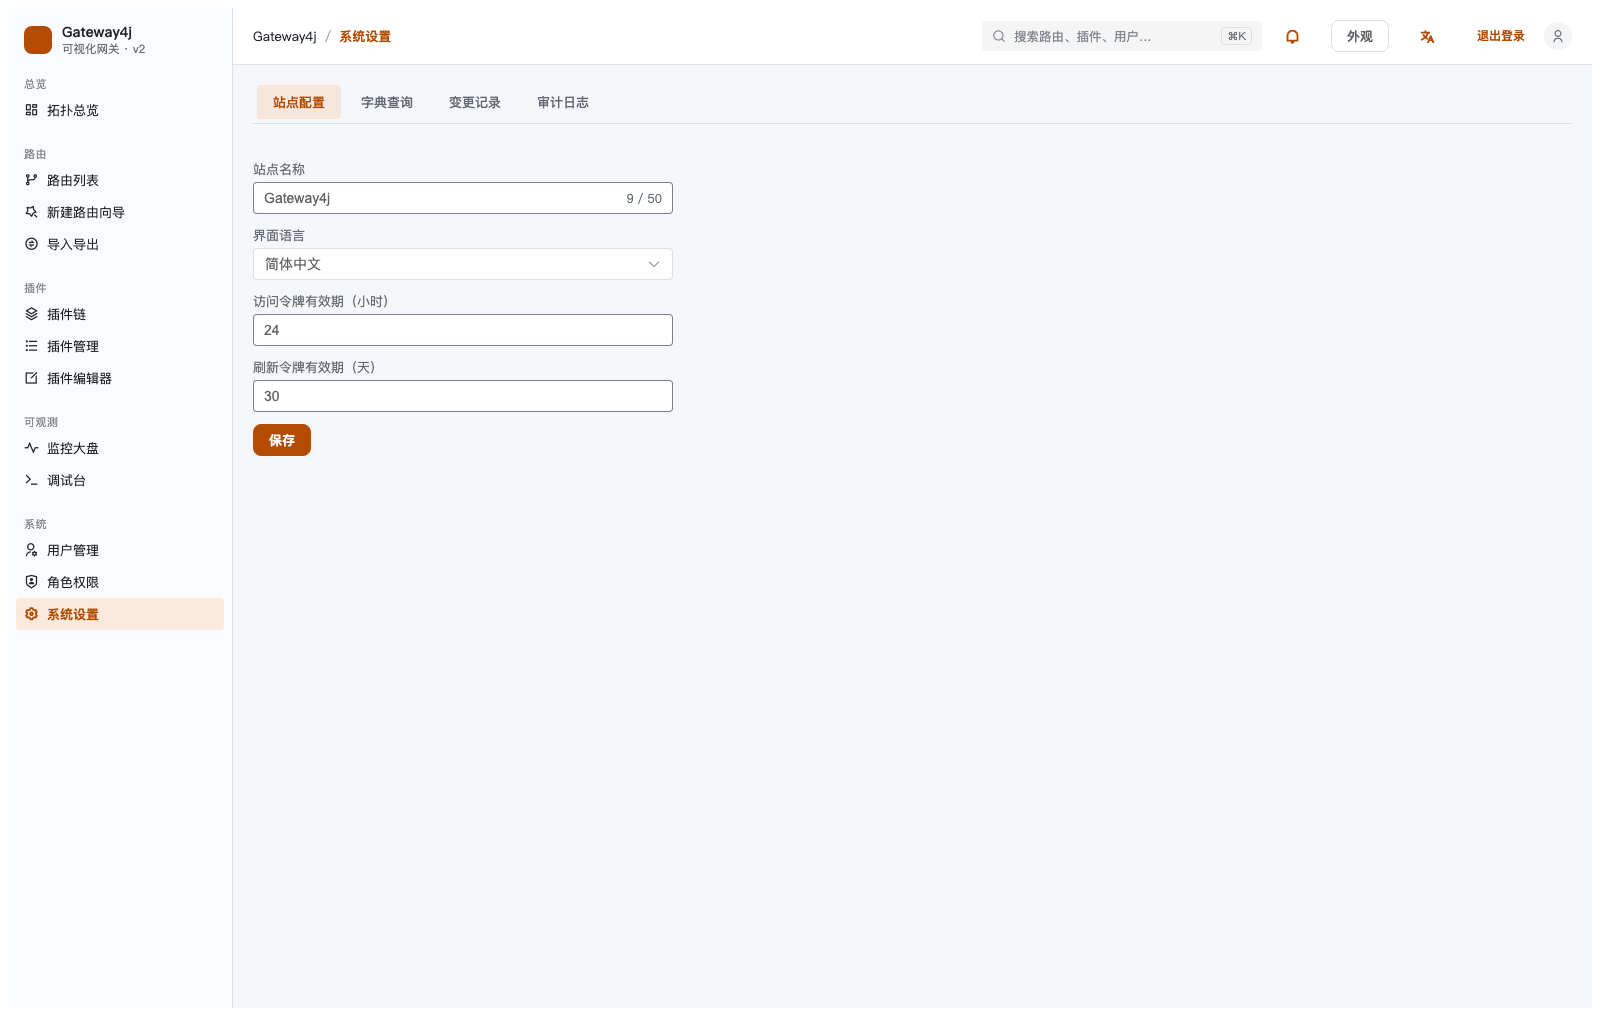 Gateway4j
可视化网关 · v2
总览
拓扑总览
路由
路由列表
新建路由向导
导入导出
插件
插件链
插件管理
插件编辑器
可观测
监控大盘
调试台
系统
用户管理
角色权限
系统设置
Gateway4j / 系统设置
搜索路由、插件、用户... ⌘K
外观
退出登录
站点配置 字典查询 变更记录 审计日志
站点名称
Gateway4j 9 / 50
界面语言
简体中文
访问令牌有效期（小时）
24
刷新令牌有效期（天）
30
保存